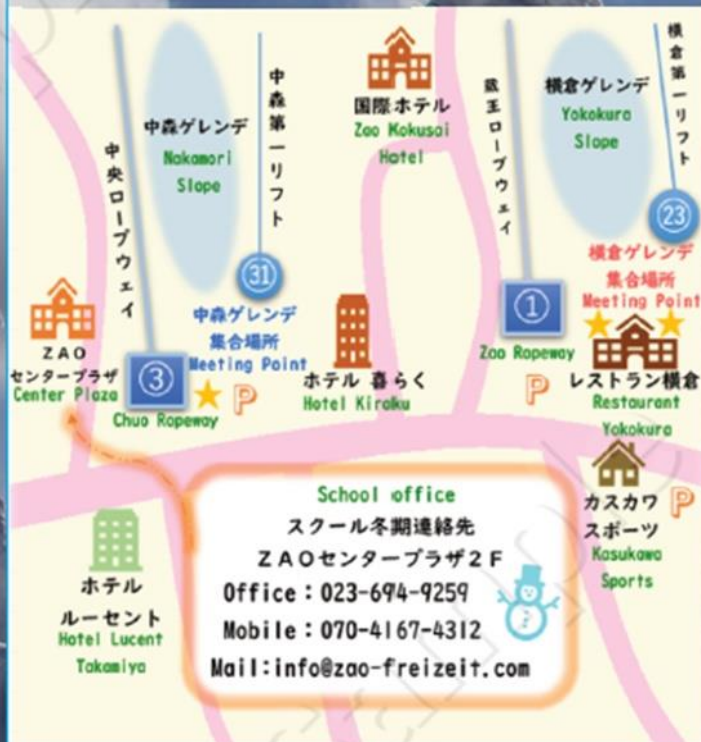 中央ロープウェイ
中森ゲレンデ
Nakamori
Slope
中森第一リフト
31
中森ゲレンデ
集合場所
Meeting Point
国際ホテル
Zao Kokusai
Hotel
蔵王ロープウェイ
横倉ゲレンデ
Yokokura
Slope
横倉第一リフト
23
横倉ゲレンデ
集合場所
Meeting Point
①
Zao Ropeway
P
レストラン横倉
Restaurant
Yokokura
ZAO
センタープラザ
Center Plaza
③
Chuo Ropeway
P
ホテル 喜らく
Hotel Kiraku
カスカワ
スポーツ
Kasukawa
Sports
P
ホテル
ルーセント
Hotel Lucent
Takamiya
School office
スクール冬期連絡先
ZAOセンタープラザ2F
Office：023-694-9259
Mobile：070-4167-4312
Mail:info@zao-freizeit.com